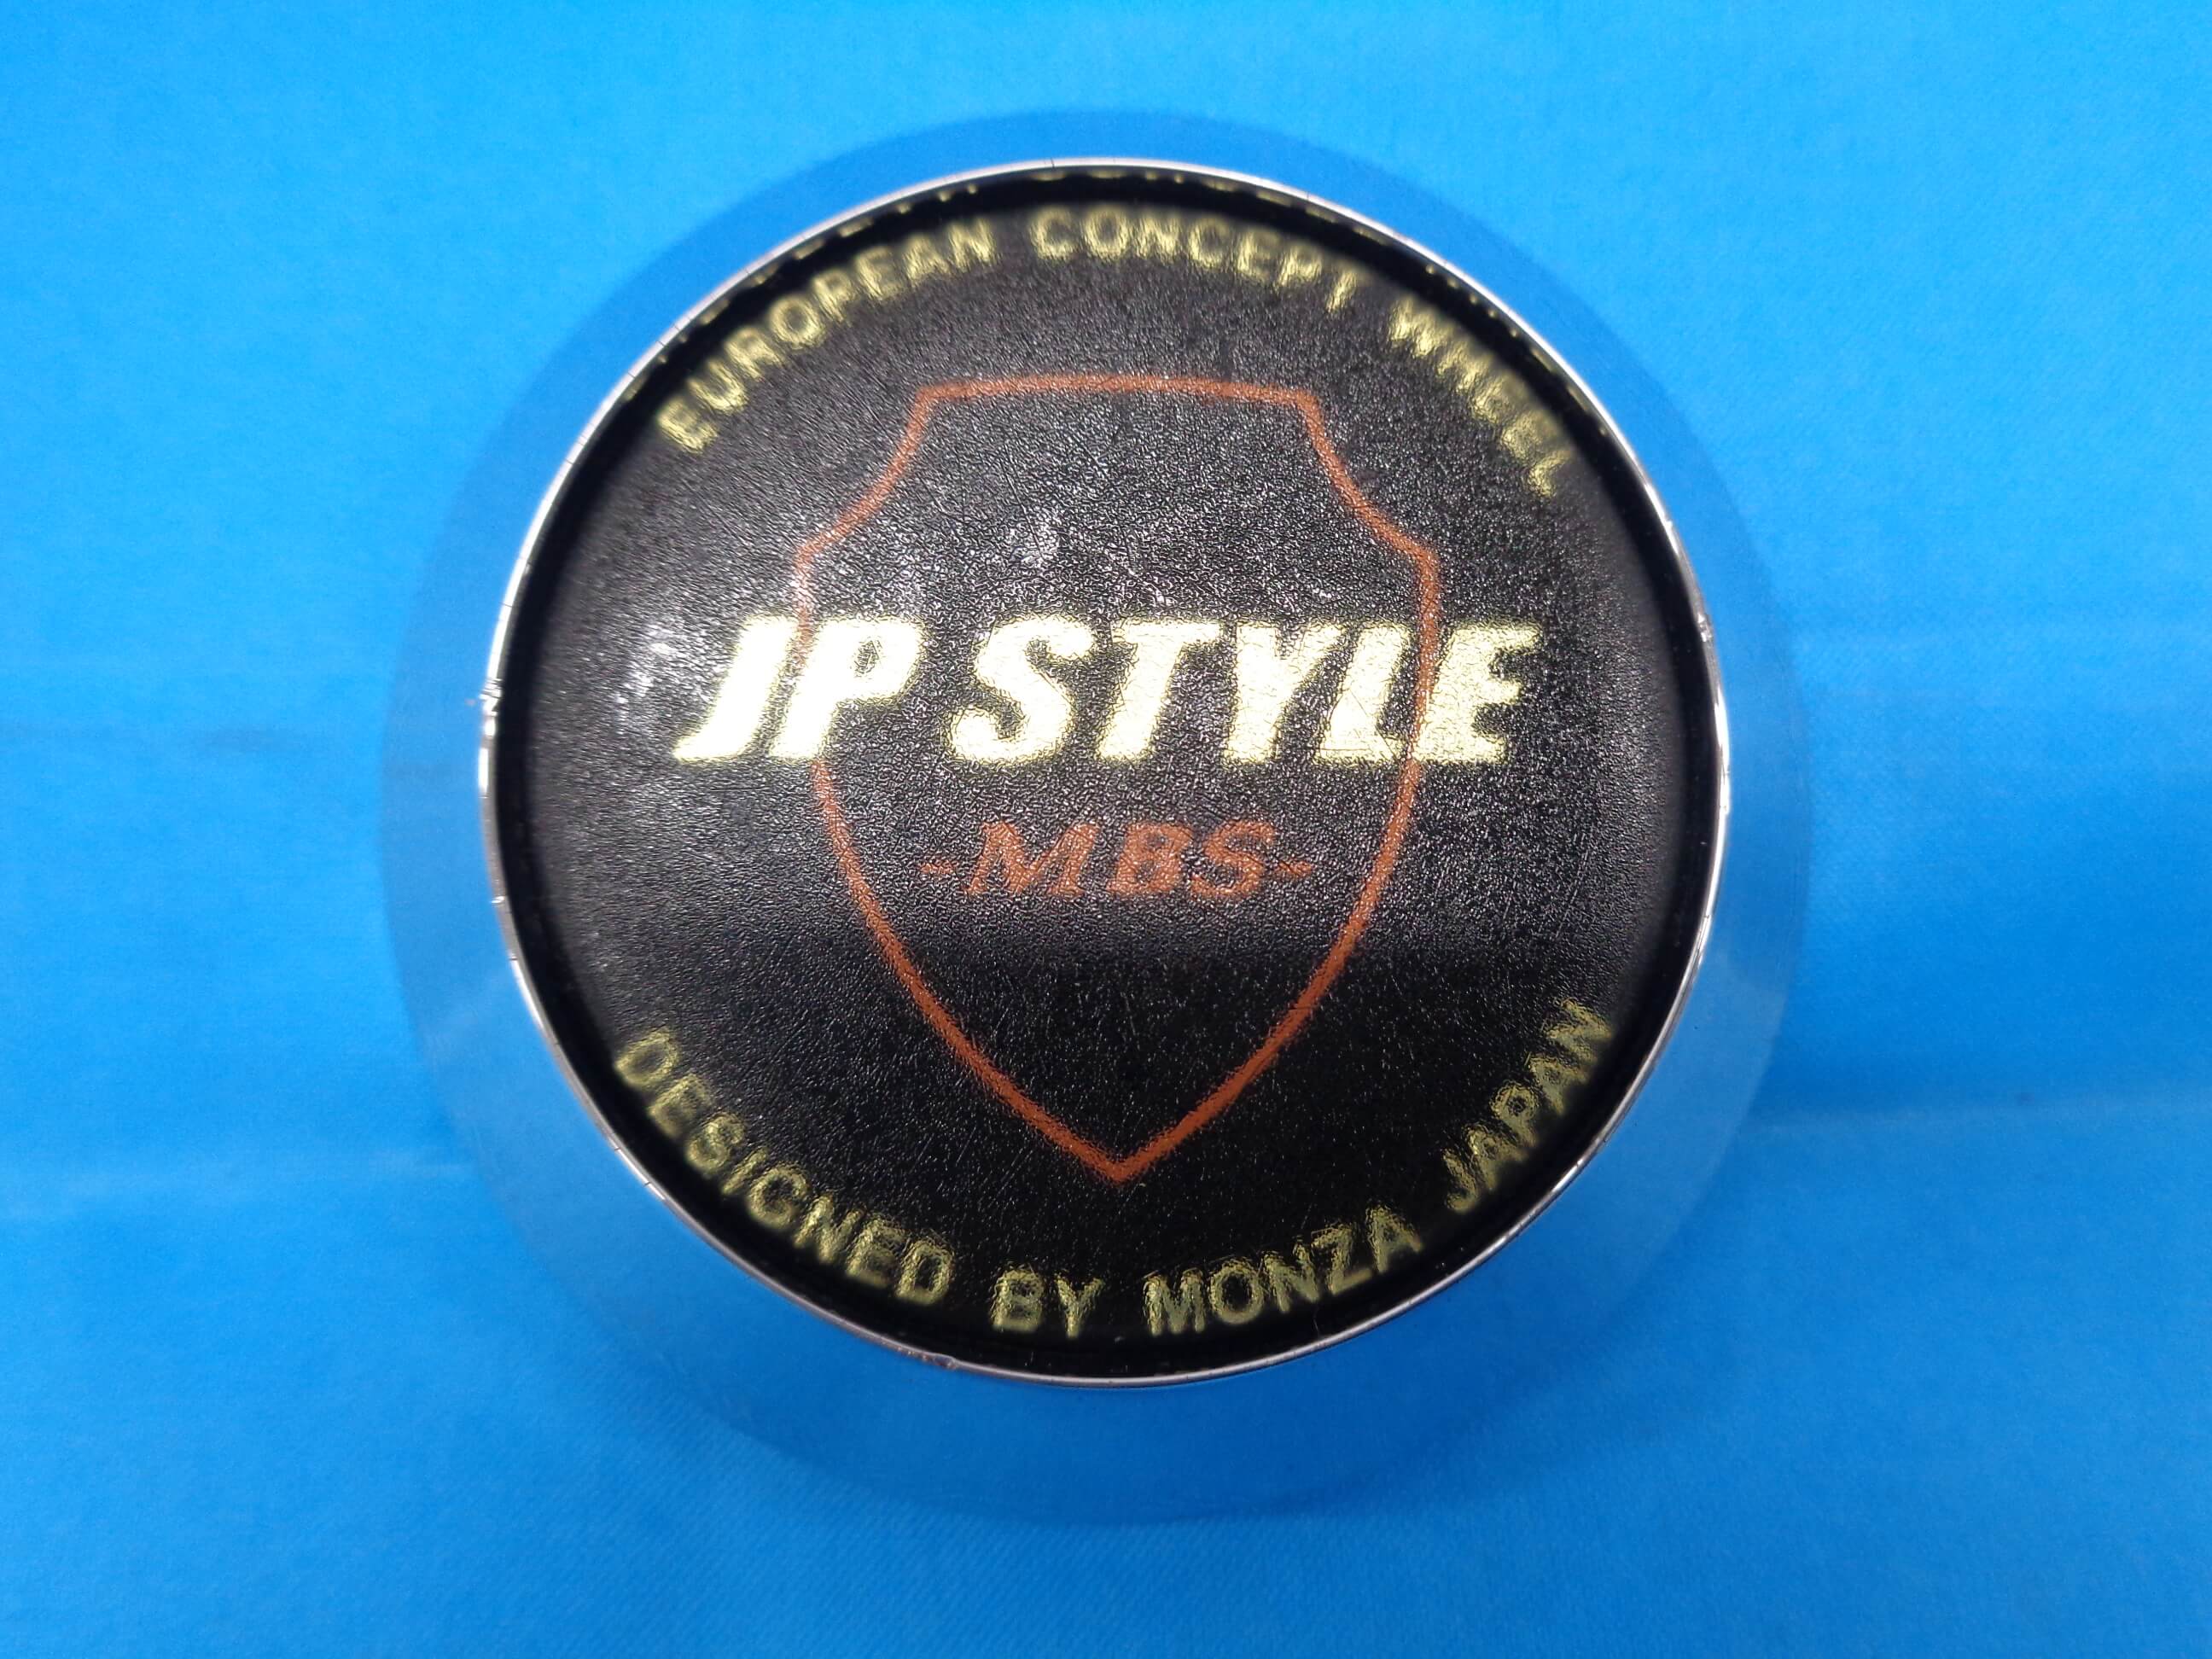 EUROPEAN CONCEPT WHEEL
JP STYLE
-MBS-
DESIGNED BY MONZA JAPAN